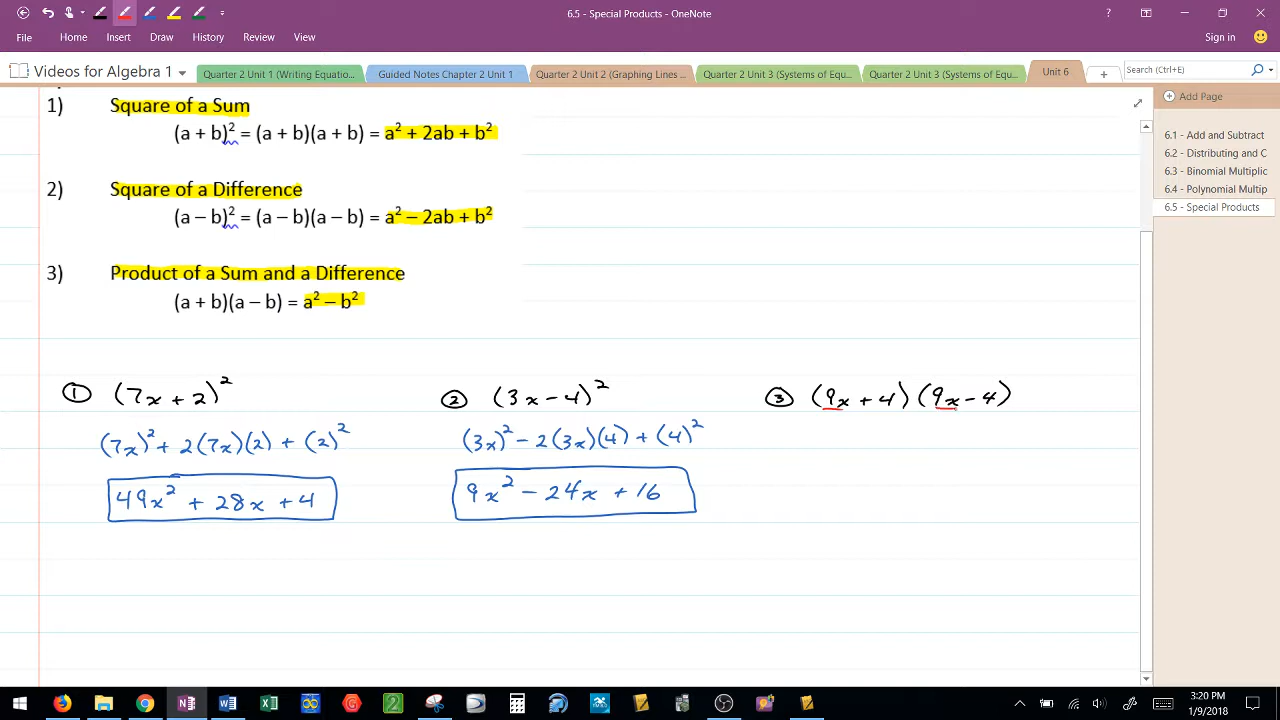 6.5 - Special Products - OneNote
File Home Insert Draw History Review View Sign in
Videos for Algebra 1
Quarter 2 Unit 1 (Writing Equatio... Guided Notes Chapter 2 Unit 1 Quarter 2 Unit 2 (Graphing Lines ... Quarter 2 Unit 3 (Systems of Equ... Quarter 2 Unit 3 (Systems of Equ... Unit 6 Search (Ctrl+E)
Add Page
6.1 - Add and Subtract
6.2 - Distributing and C
6.3 - Binomial Multiplic
6.4 - Polynomial Multip
6.5 - Special Products
1) Square of a Sum
(a + b)² = (a + b)(a + b) = a² + 2ab + b²
2) Square of a Difference
(a – b)² = (a – b)(a – b) = a² – 2ab + b²
3) Product of a Sum and a Difference
(a + b)(a – b) = a² – b²
① (7x + 2)²
(7x)² + 2(7x)(2) + (2)²
49x² + 28x + 4
② (3x - 4)²
(3x)² - 2(3x)(4) + (4)²
9x² - 24x + 16
③ (9x + 4)(9x - 4)
3:20 PM
1/9/2018